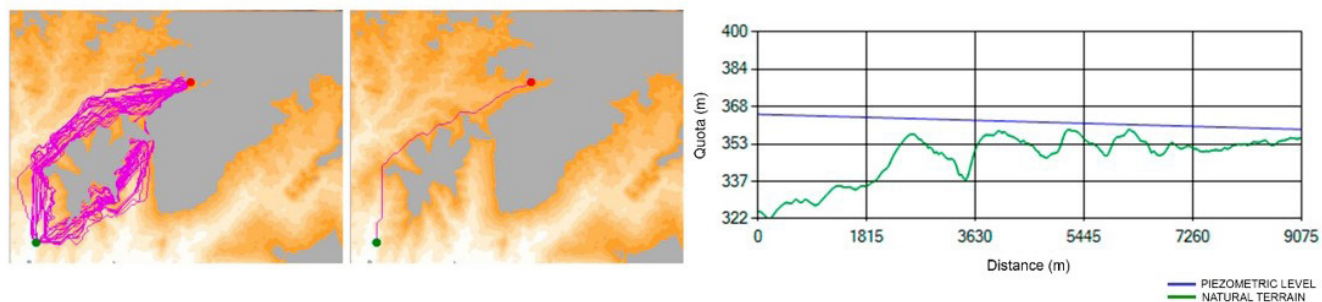 400
384
368
353
337
322
Quota (m)
0 1815 3630 5445 7260 9075
Distance (m)
PIEZOMETRIC LEVEL
NATURAL TERRAIN